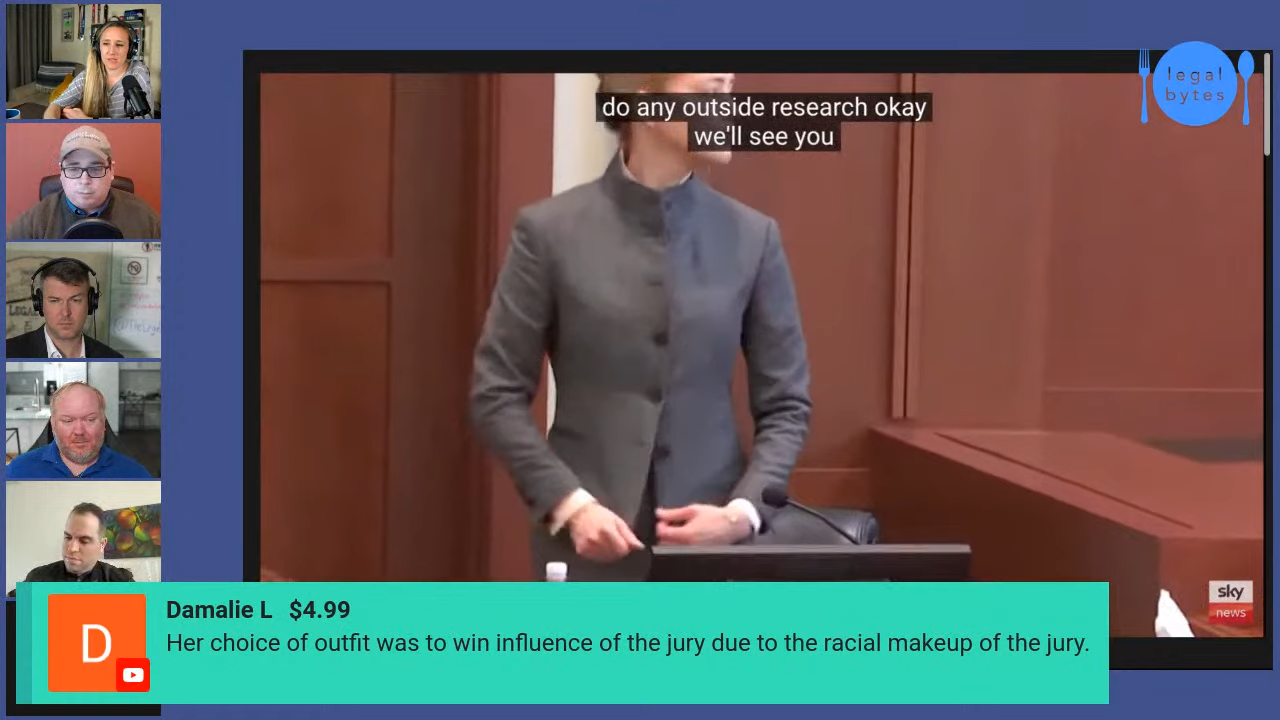 do any outside research okay
we'll see you
legal
bytes
sky
news
D
Damalie L $4.99
Her choice of outfit was to win influence of the jury due to the racial makeup of the jury.